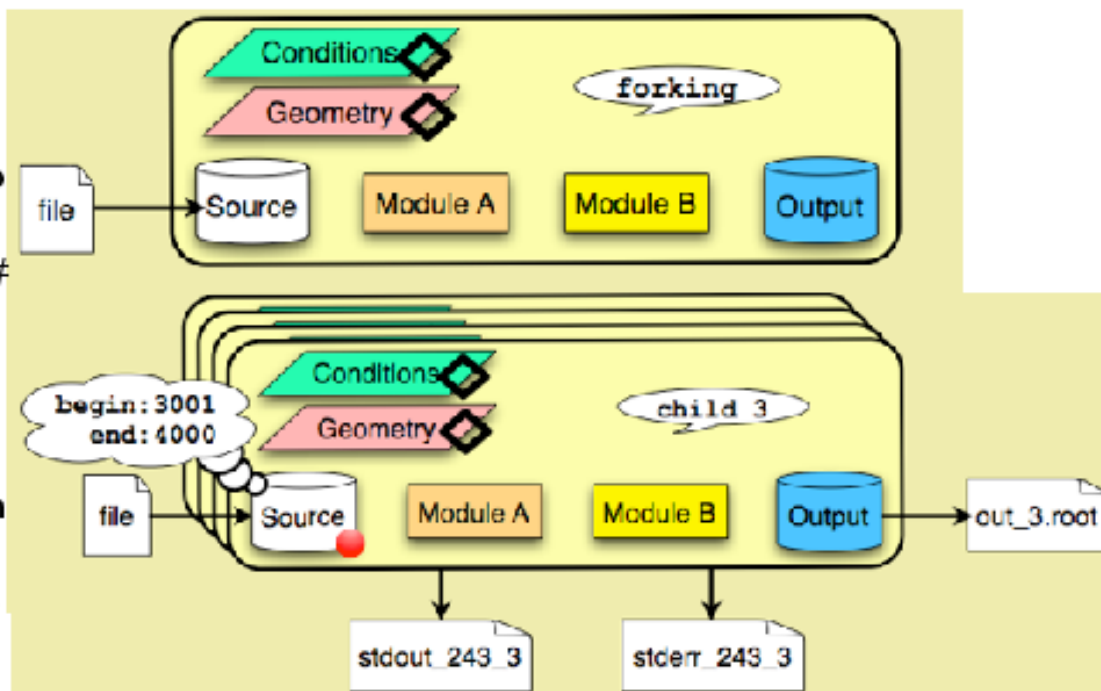 Conditions
forking
Geometry
file
Source
Module A
Module B
Output
#
Conditions
begin:3001
end:4000
child 3
Geometry
file
Source
Module A
Module B
Output
out_3.root
stdout_243_3
stderr_243_3